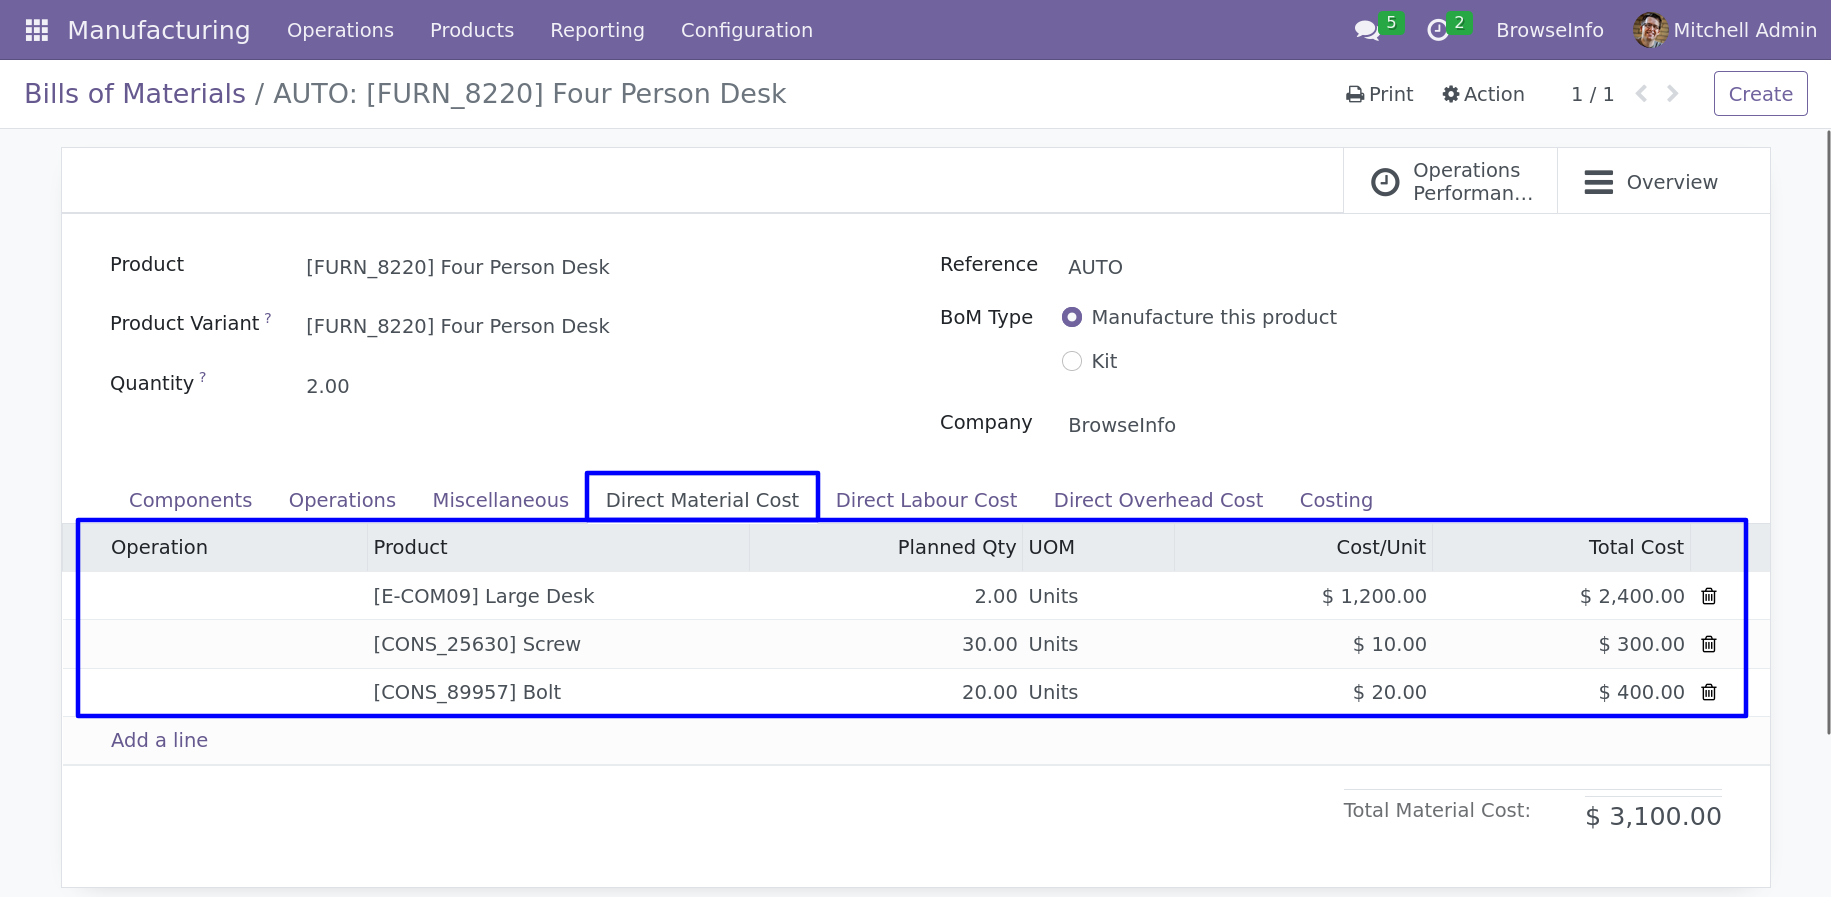 Manufacturing Operations Products Reporting Configuration 5 2 BrowseInfo Mitchell Admin
Bills of Materials / AUTO: [FURN_8220] Four Person Desk Print Action 1 / 1 Create
Operations
Performan...
Overview
Product [FURN_8220] Four Person Desk
Reference AUTO
Product Variant ? [FURN_8220] Four Person Desk
BoM Type Manufacture this product
Kit
Quantity ? 2.00
Company BrowseInfo
Components Operations Miscellaneous Direct Material Cost Direct Labour Cost Direct Overhead Cost Costing
Operation Product Planned Qty UOM Cost/Unit Total Cost
[E-COM09] Large Desk 2.00 Units $ 1,200.00 $ 2,400.00
[CONS_25630] Screw 30.00 Units $ 10.00 $ 300.00
[CONS_89957] Bolt 20.00 Units $ 20.00 $ 400.00
Add a line
Total Material Cost: $ 3,100.00